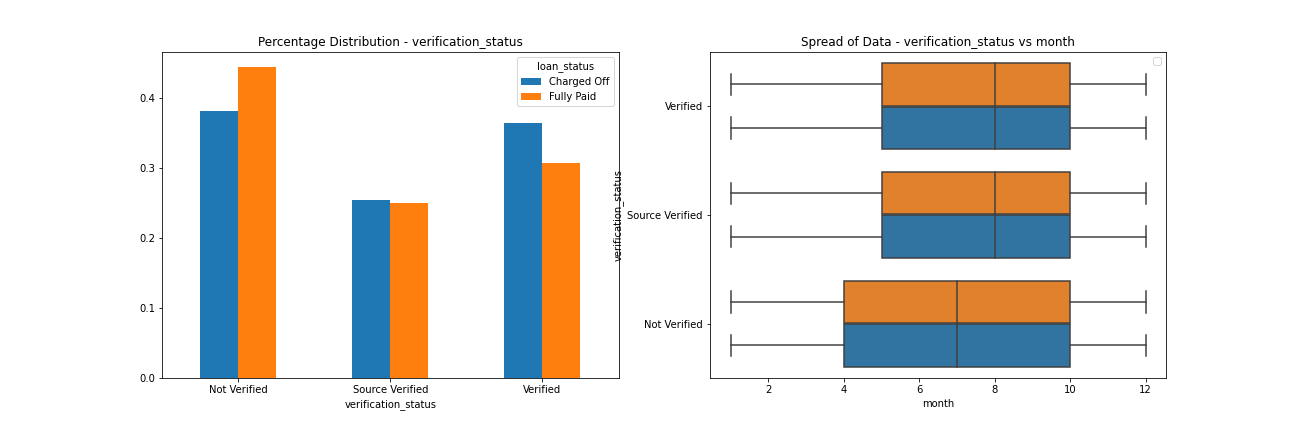 Percentage Distribution - verification_status
loan_status
Charged Off
Fully Paid
0.4
0.3
0.2
0.1
0.0
Not Verified
Source Verified
Verified
verification_status
Spread of Data - verification_status vs month
verification_status
Verified
Source Verified
Not Verified
2
4
6
8
10
12
month